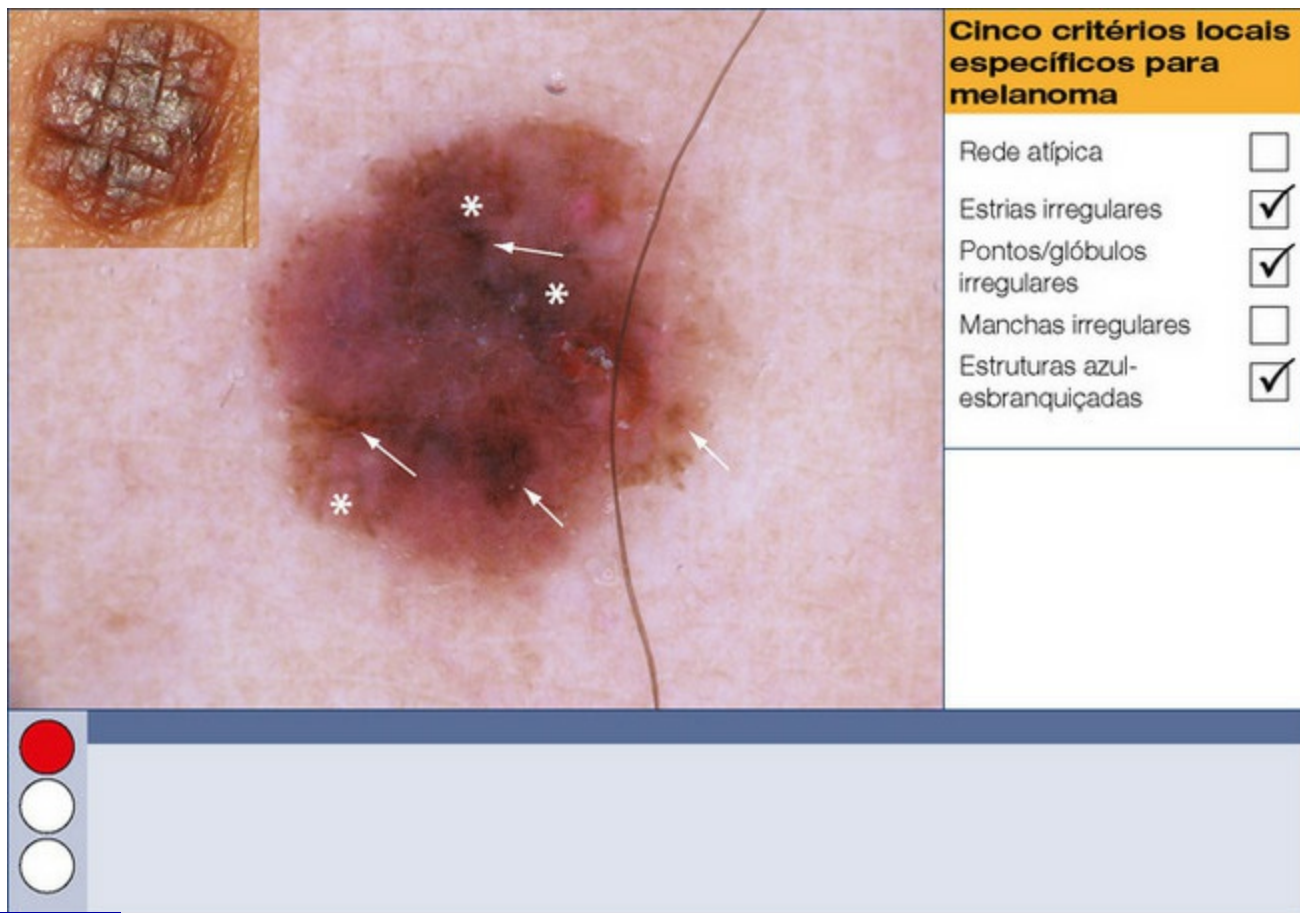 Cinco critérios locais
específicos para
melanoma
Rede atípica
Estrias irregulares
Pontos/glóbulos
irregulares
Manchas irregulares
Estruturas azul-
esbranquiçadas